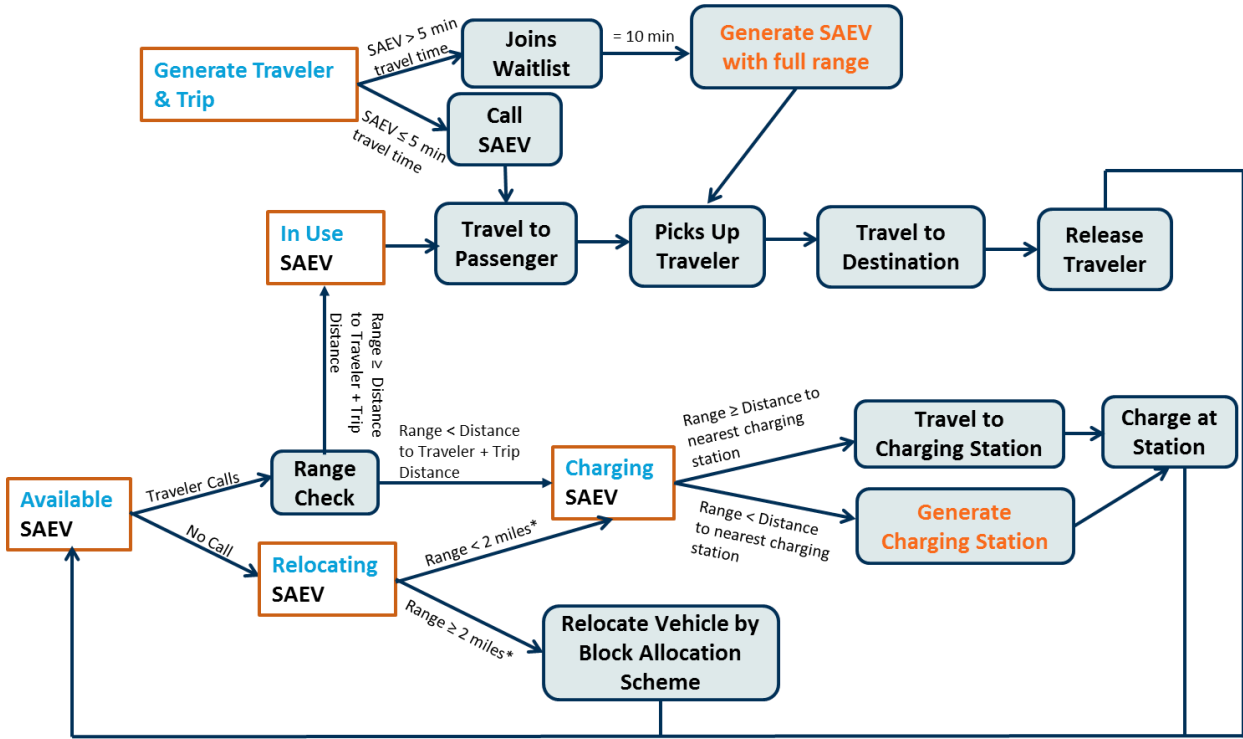 SAEV > 5 min
travel time
Joins
Waitlist
= 10 min
Generate SAEV
with full range
Generate Traveler
& Trip
SAEV ≤ 5 min
travel time
Call
SAEV
In Use
SAEV
Travel to
Passenger
Picks Up
Traveler
Travel to
Destination
Release
Traveler
Range ≥ Distance
to Traveler + Trip
Distance
Range < Distance
to Traveler + Trip
Distance
Range ≥ Distance to
nearest charging
station
Travel to
Charging Station
Charge at
Station
Available
SAEV
Traveler Calls
Range
Check
Charging
SAEV
Range < Distance
to nearest charging
station
Generate
Charging Station
No Call
Relocating
SAEV
Range < 2 miles*
Range ≥ 2 miles*
Relocate Vehicle by
Block Allocation
Scheme